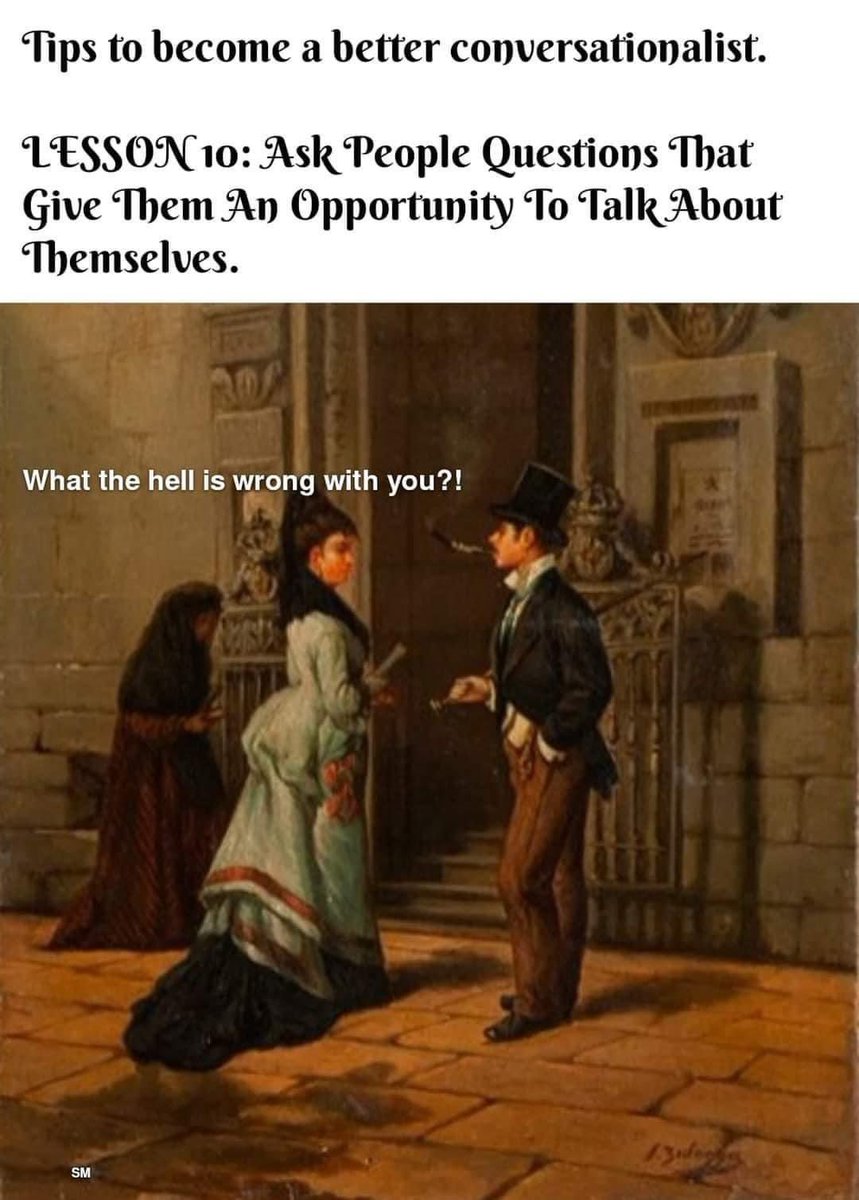 Tips to become a better conversationalist.
LESSON 10: Ask People Questions That
Give Them An Opportunity To Talk About
Themselves.
What the hell is wrong with you?!
SM